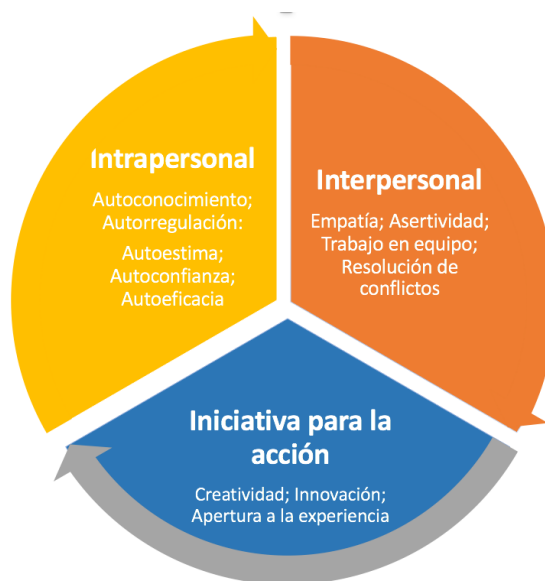 Intrapersonal
Autoconocimiento;
Autorregulación:
Autoestima;
Autoconfianza;
Autoeficacia
Interpersonal
Empatía; Asertividad;
Trabajo en equipo;
Resolución de
conflictos
Iniciativa para la
acción
Creatividad; Innovación;
Apertura a la experiencia